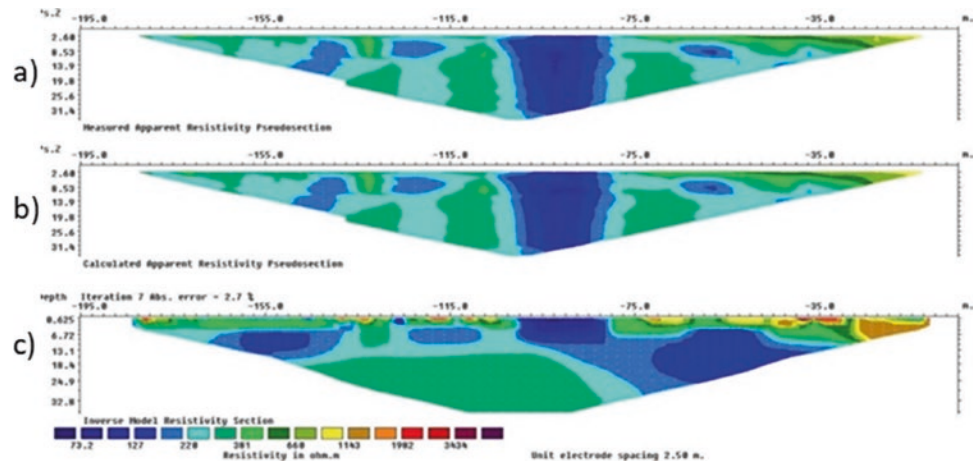 -195.0 -155.0 -115.0 -75.0 -35.0 m.
a)
2.60
8.53
13.9
19.8
25.6
31.4
Measured Apparent Resistivity Pseudosection
-195.0 -155.0 -115.0 -75.0 -35.0 m.
b)
2.60
8.53
13.9
19.8
25.6
31.4
Calculated Apparent Resistivity Pseudosection
Iteration 7 Abs. error = 2.7 %
-195.0 -155.0 -115.0 -75.0 -35.0 m.
c)
0.625
6.72
13.1
18.4
24.9
32.8
Inverse Model Resistivity Section
73.2 127 220 381 660 1143 1982 3434
Resistivity in ohm.m Unit electrode spacing 2.50 m.